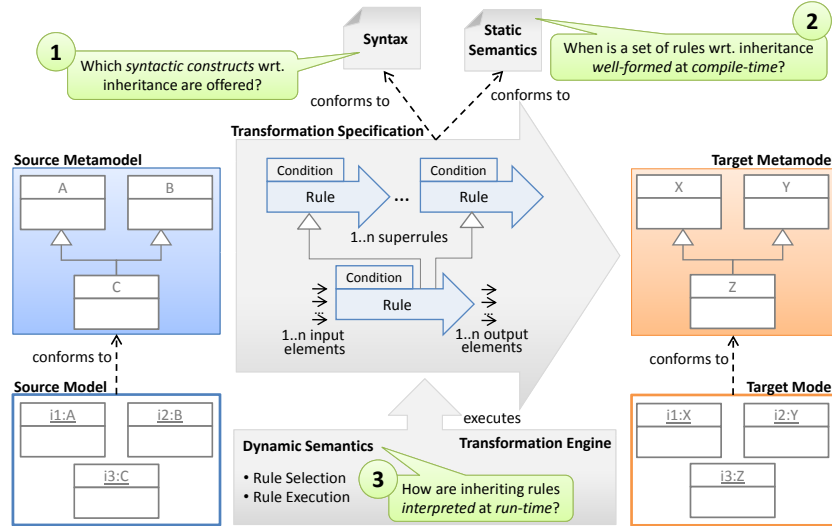 1
Which syntactic constructs wrt.
inheritance are offered?
Syntax
Static
Semantics
2
When is a set of rules wrt. inheritance
well-formed at compile-time?
conforms to
conforms to
Source Metamodel
A
B
C
Transformation Specification
Condition
Rule
...
Condition
Rule
1..n superrules
Condition
Rule
1..n input
elements
1..n output
elements
Target Metamode
X
Y
Z
conforms to
conforms to
Source Model
i1:A
i2:B
i3:C
executes
Dynamic Semantics
Transformation Engine
• Rule Selection
• Rule Execution
3
How are inheriting rules
interpreted at run-time?
Target Mode
i1:X
i2:Y
i3:Z